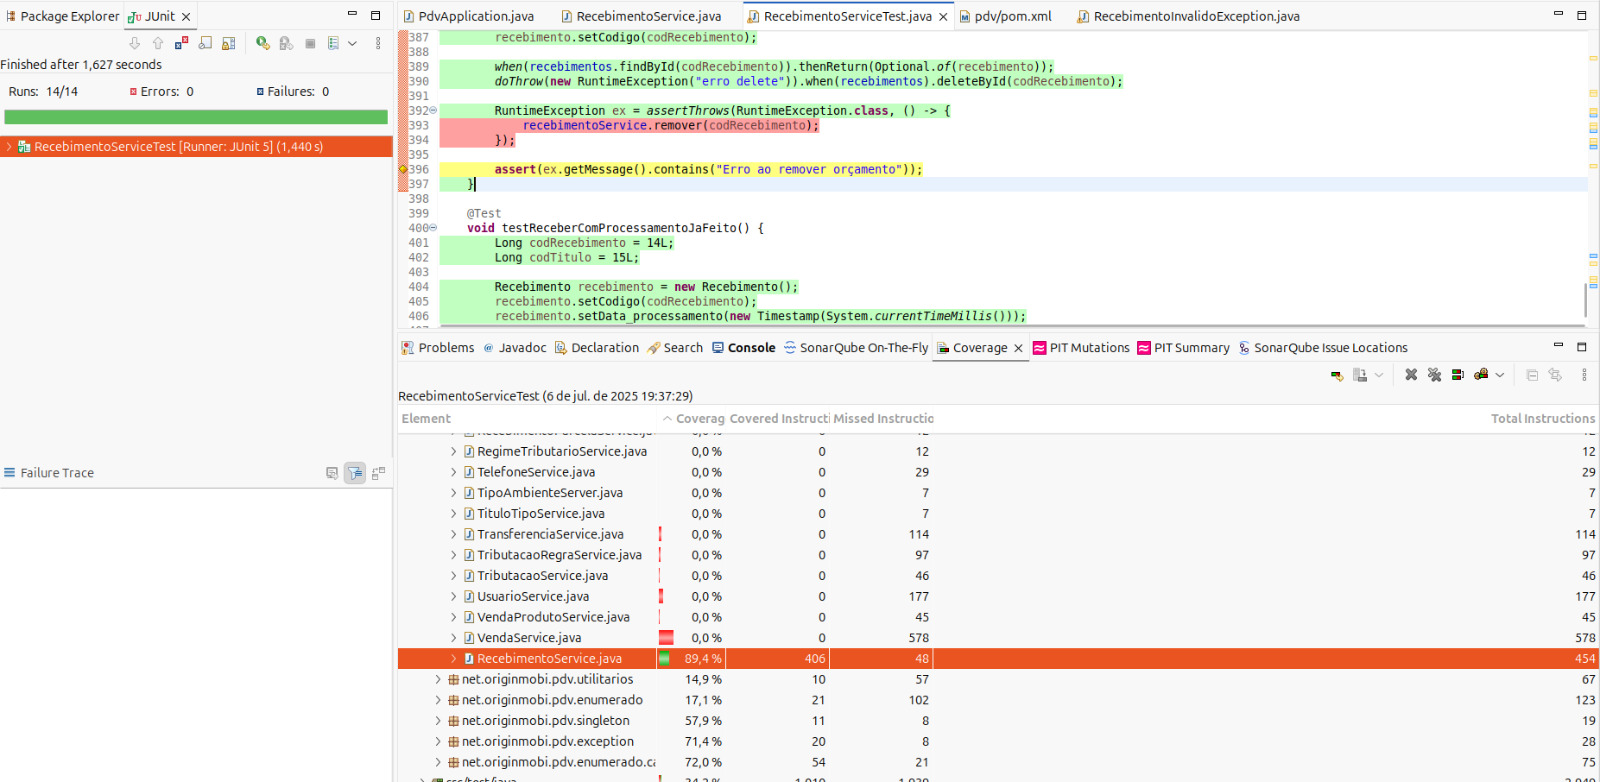 Package Explorer JUnit
Finished after 1,627 seconds
Runs: 14/14 Errors: 0 Failures: 0
RecebimentoServiceTest [Runner: JUnit 5] (1,440 s)
Failure Trace
PdvApplication.java RecebimentoService.java RecebimentoServiceTest.java pdv/pom.xml RecebimentoInvalidoException.java
387 recebimento.setCodigo(codRecebimento);
388
389 when(recebimentos.findById(codRecebimento)).thenReturn(Optional.of(recebimento));
390 doThrow(new RuntimeException("erro delete")).when(recebimentos).deleteById(codRecebimento);
391
392 RuntimeException ex = assertThrows(RuntimeException.class, () -> {
393 recebimentoService.remover(codRecebimento);
394 });
395
396 assert(ex.getMessage().contains("Erro ao remover orçamento"));
397 }
398
399 @Test
400 void testReceberComProcessamentoJaFeito() {
401 Long codRecebimento = 14L;
402 Long codTitulo = 15L;
403
404 Recebimento recebimento = new Recebimento();
405 recebimento.setCodigo(codRecebimento);
406 recebimento.setData_processamento(new Timestamp(System.currentTimeMillis()));
Problems Javadoc Declaration Search Console SonarQube On-The-Fly Coverage PIT Mutations PIT Summary SonarQube Issue Locations
RecebimentoServiceTest (6 de jul. de 2025 19:37:29)
Element Coverag Covered Instructi Missed Instructio Total Instructions
RegimeTributarioService.java 0,0 % 0 12 12
TelefoneService.java 0,0 % 0 29 29
TipoAmbienteServer.java 0,0 % 0 7 7
TituloTipoService.java 0,0 % 0 7 7
TransferenciaService.java 0,0 % 0 114 114
TributacaoRegraService.java 0,0 % 0 97 97
TributacaoService.java 0,0 % 0 46 46
UsuarioService.java 0,0 % 0 177 177
VendaProdutoService.java 0,0 % 0 45 45
VendaService.java 0,0 % 0 578 578
RecebimentoService.java 89,4 % 406 48 454
net.originmobi.pdv.utilitarios 14,9 % 10 57 67
net.originmobi.pdv.enumerado 17,1 % 21 102 123
net.originmobi.pdv.singleton 57,9 % 11 8 19
net.originmobi.pdv.exception 71,4 % 20 8 28
net.originmobi.pdv.enumerado.ca 72,0 % 54 21 75